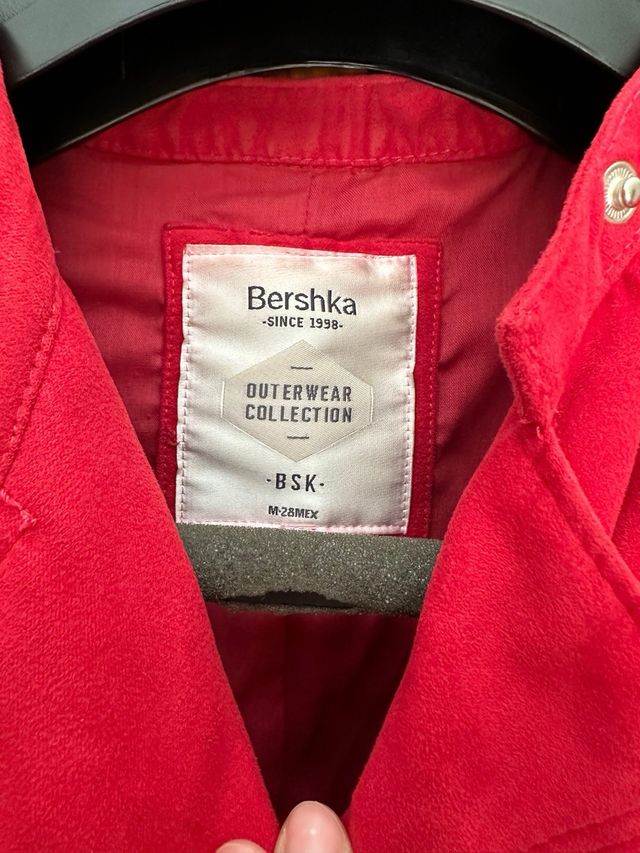 Bershka
-SINCE 1998-
OUTERWEAR
COLLECTION
·BSK·
M·28MEX